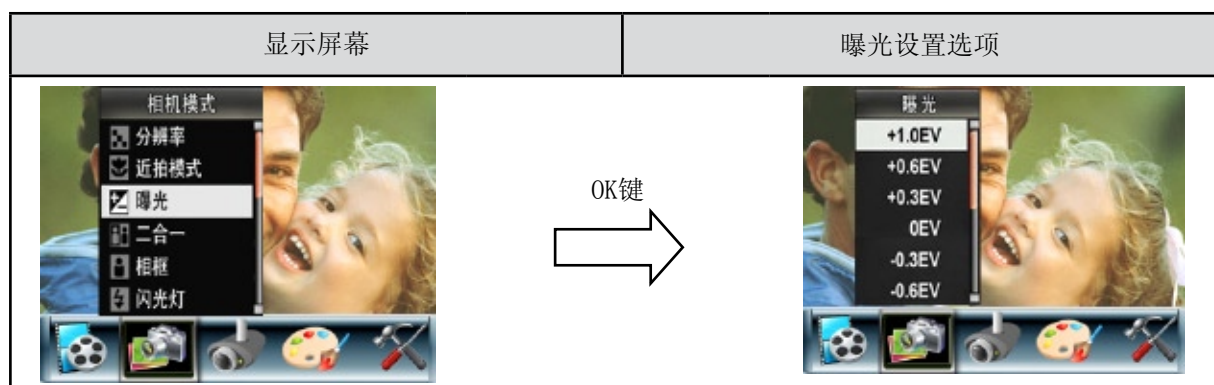 显示屏幕
曝光设置选项
相机模式
分辨率
近拍模式
曝光
二合一
相框
闪光灯
OK键
曝光
+1.0EV
+0.6EV
+0.3EV
0EV
-0.3EV
-0.6EV